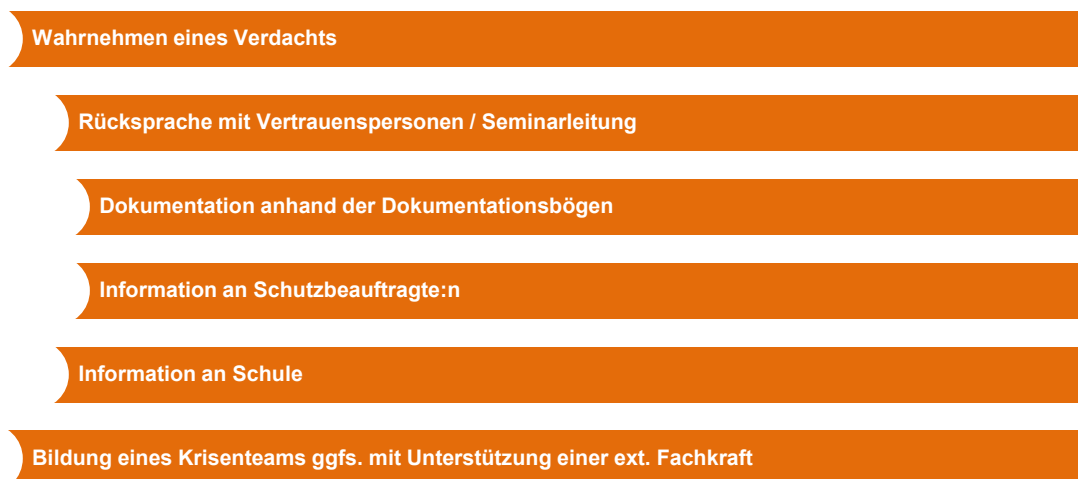 Wahrnehmen eines Verdachts
Rücksprache mit Vertrauenspersonen / Seminarleitung
Dokumentation anhand der Dokumentationsbögen
Information an Schutzbeauftragte:n
Information an Schule
Bildung eines Krisenteams ggfs. mit Unterstützung einer ext. Fachkraft